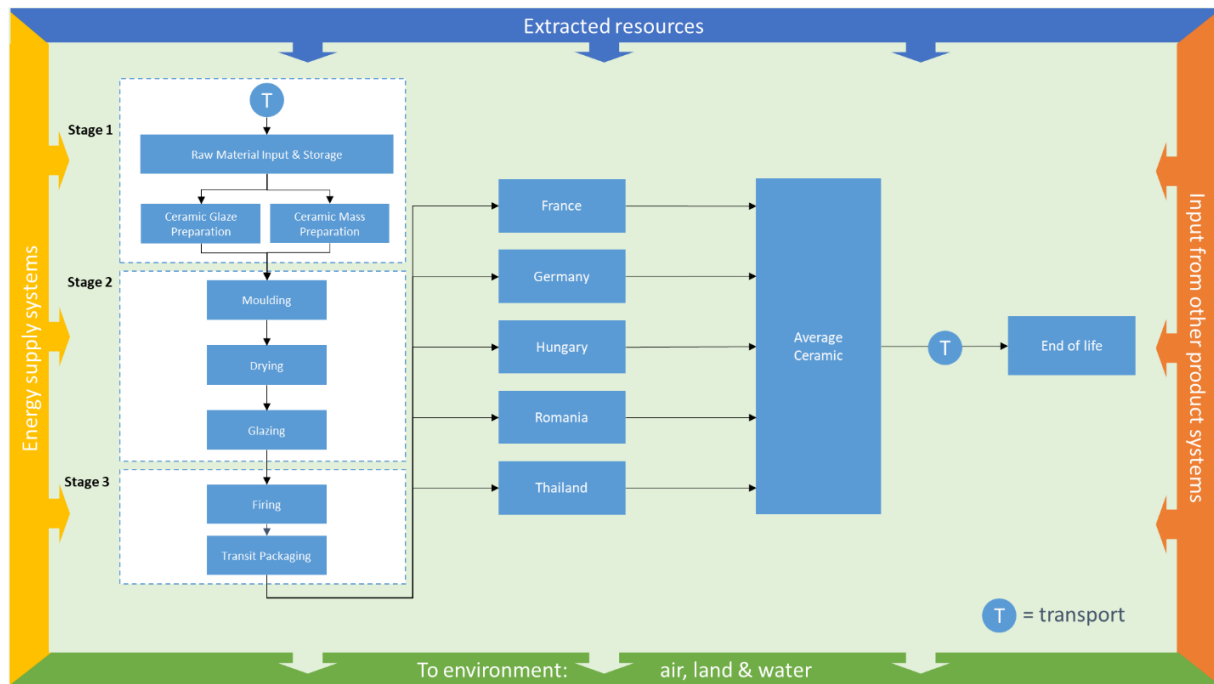 Extracted resources
Energy supply systems
Input from other product systems
Stage 1
T
Raw Material Input & Storage
Ceramic Glaze
Preparation
Ceramic Mass
Preparation
Stage 2
Moulding
Drying
Glazing
Stage 3
Firing
Transit Packaging
France
Germany
Hungary
Romania
Thailand
Average
Ceramic
T
End of life
T = transport
To environment: air, land & water